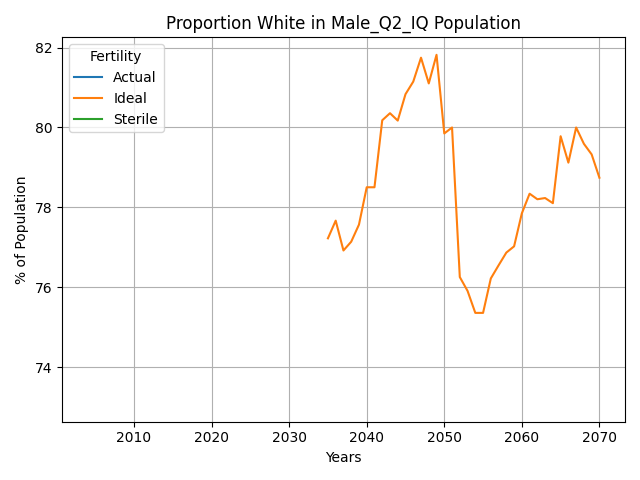 Proportion White in Male_Q2_IQ Population
Fertility
Actual
Ideal
Sterile
% of Population
82
80
78
76
74
2010 2020 2030 2040 2050 2060 2070
Years